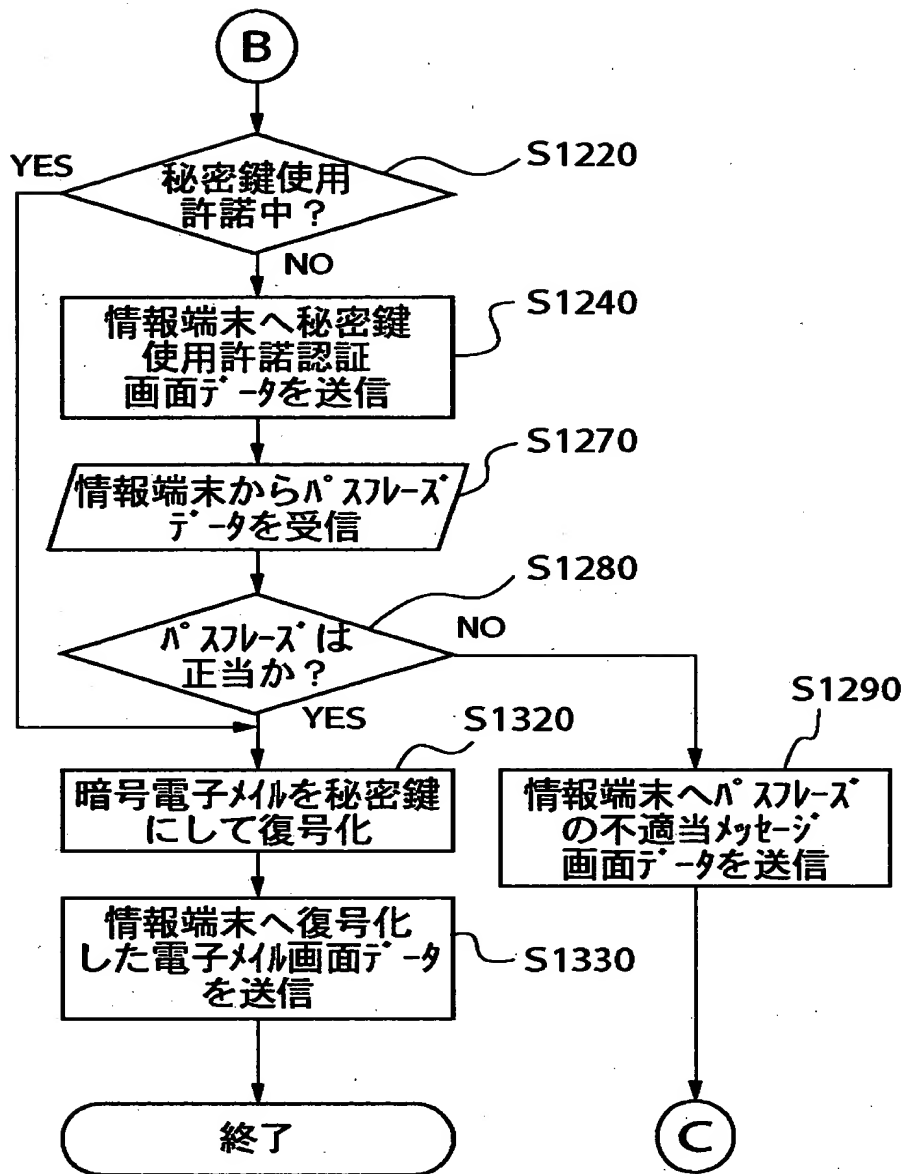 B
YES
秘密鍵使用
許諾中?
S1220
NO
情報端末へ秘密鍵
使用許諾認証
画面ﾃﾞｰﾀを送信
S1240
情報端末からﾊﾟｽﾌﾚｰｽﾞ
ﾃﾞｰﾀを受信
S1270
ﾊﾟｽﾌﾚｰｽﾞは
正当か?
S1280
NO
YES
S1320
暗号電子ﾒｲﾙを秘密鍵
にして復号化
S1290
情報端末へﾊﾟｽﾌﾚｰｽﾞ
の不適当ﾒｯｾｰｼﾞ
画面ﾃﾞｰﾀを送信
情報端末へ復号化
した電子ﾒｲﾙ画面ﾃﾞｰﾀ
を送信
S1330
終了
C